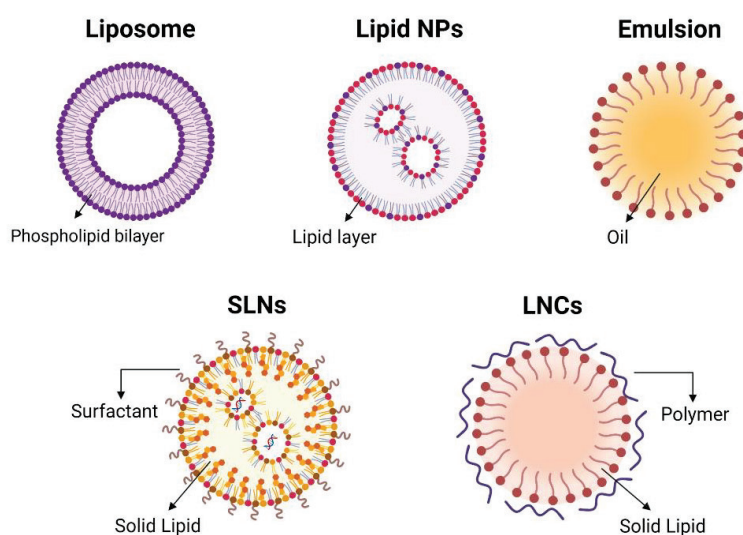 Liposome
Lipid NPs
Emulsion
Phospholipid bilayer
Lipid layer
Oil
SLNs
LNCs
Surfactant
Polymer
Solid Lipid
Solid Lipid